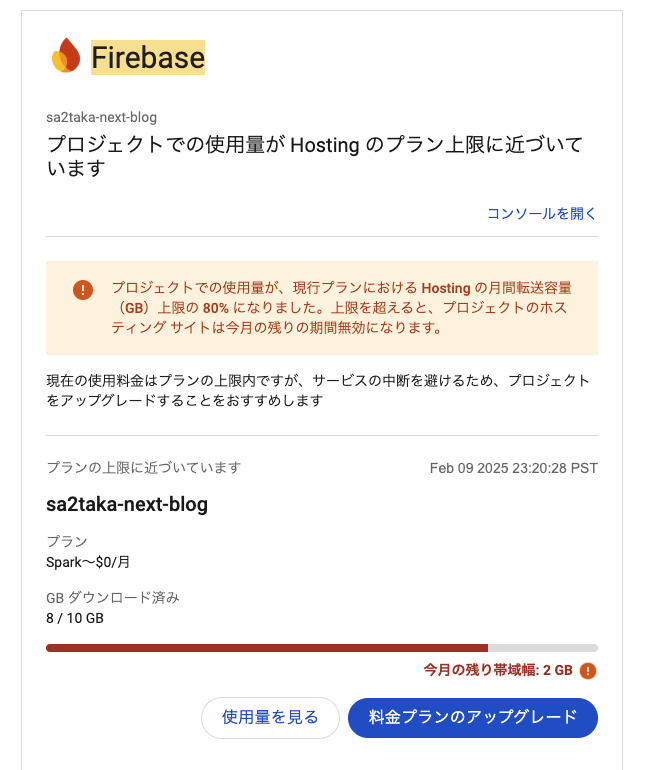 Firebase
sa2taka-next-blog
プロジェクトでの使用量が Hosting のプラン上限に近づいて
います
コンソールを開く
プロジェクトでの使用量が、現行プランにおける Hosting の月間転送容量
（GB）上限の 80% になりました。上限を超えると、プロジェクトのホス
ティング サイトは今月の残りの期間無効になります。
現在の使用料金はプランの上限内ですが、サービスの中断を避けるため、プロジェクト
をアップグレードすることをおすすめします
プランの上限に近づいています
Feb 09 2025 23:20:28 PST
sa2taka-next-blog
プラン
Spark〜$0/月
GB ダウンロード済み
8 / 10 GB
今月の残り帯域幅: 2 GB
使用量を見る
料金プランのアップグレード